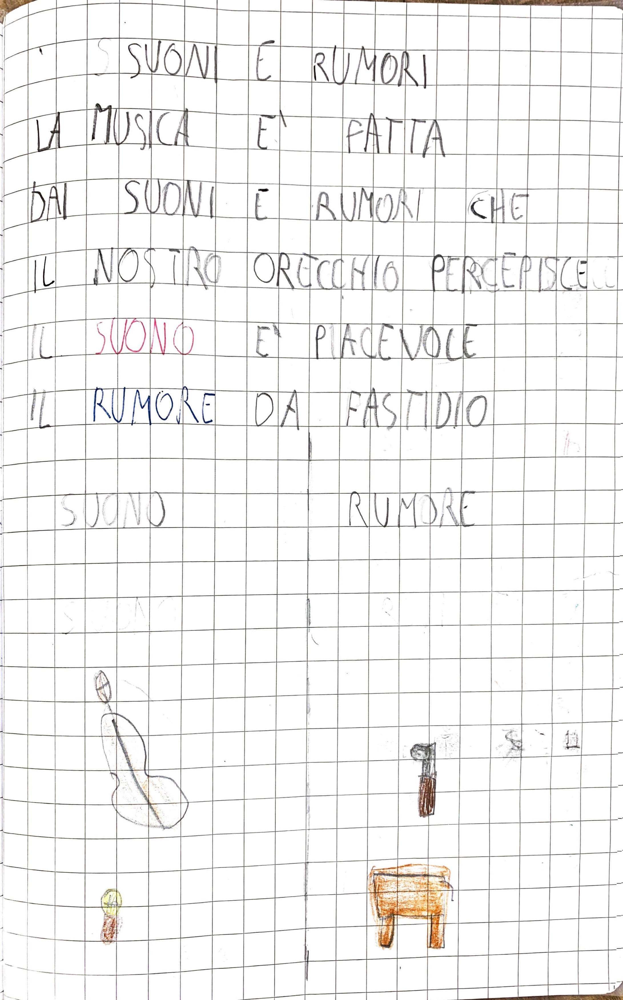 SUONI E RUMORI
LA MUSICA E' FATTA
DAI SUONI E RUMORI CHE
IL NOSTRO ORECCHIO PERCEPISCE
IL SUONO E' PIACEVOLE
IL RUMORE DA FASTIDIO
SUONO RUMORE
SUONO